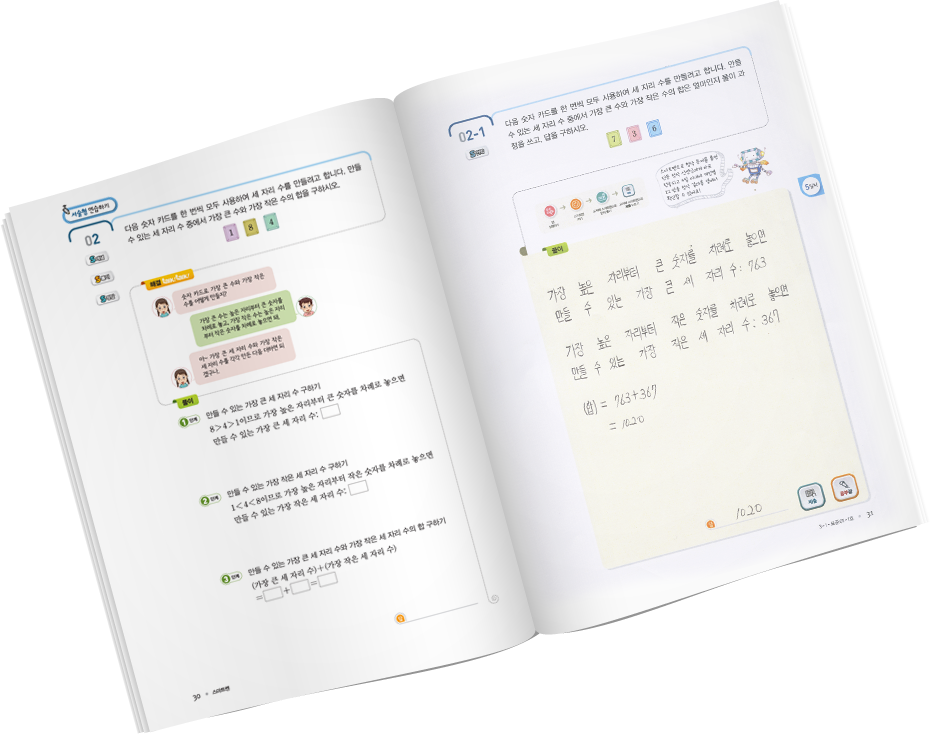 서술형 연습하기
02
다음 숫자 카드를 한 번씩 모두 사용하여 세 자리 수를 만들려고 합니다. 만들
수 있는 세 자리 수 중에서 가장 큰 수와 가장 작은 수의 합을 구하시오.
1 8 4
해결
숫자 카드로 가장 큰 수와 가장 작은
수를 어떻게 만들지?
가장 큰 수는 높은 자리부터 큰 숫자를
차례로 놓고, 가장 작은 수는 높은 자리
부터 작은 숫자를 차례로 놓으면 돼.
아~ 가장 큰 세 자리 수와 가장 작은
세 자리 수를 각각 만든 다음 더하면 되
겠구나.
풀이
1 단계 만들 수 있는 가장 큰 세 자리 수 구하기
8>4>1이므로 가장 높은 자리부터 큰 숫자를 차례로 놓으면
만들 수 있는 가장 큰 세 자리 수:
2 단계 만들 수 있는 가장 작은 세 자리 수 구하기
1<4<8이므로 가장 높은 자리부터 작은 숫자를 차례로 놓으면
만들 수 있는 가장 작은 세 자리 수:
3 단계 만들 수 있는 가장 큰 세 자리 수와 가장 작은 세 자리 수의 합 구하기
(가장 큰 세 자리 수)+(가장 작은 세 자리 수)
= + =
답
30 스마트펜
02-1
다음 숫자 카드를 한 번씩 모두 사용하여 세 자리 수를 만들려고 합니다. 만들
수 있는 세 자리 수 중에서 가장 큰 수와 가장 작은 수의 합은 얼마인지 풀이 과
정을 쓰고, 답을 구하시오.
7 3 6
풀이
가장 높은 자리부터 큰 숫자를 차례로 놓으면
만들 수 있는 가장 큰 세 자리 수: 763
가장 높은 자리부터 작은 숫자를 차례로 놓으면
만들 수 있는 가장 작은 세 자리 수: 367
(합) = 763+367
= 1020
답 1020
31